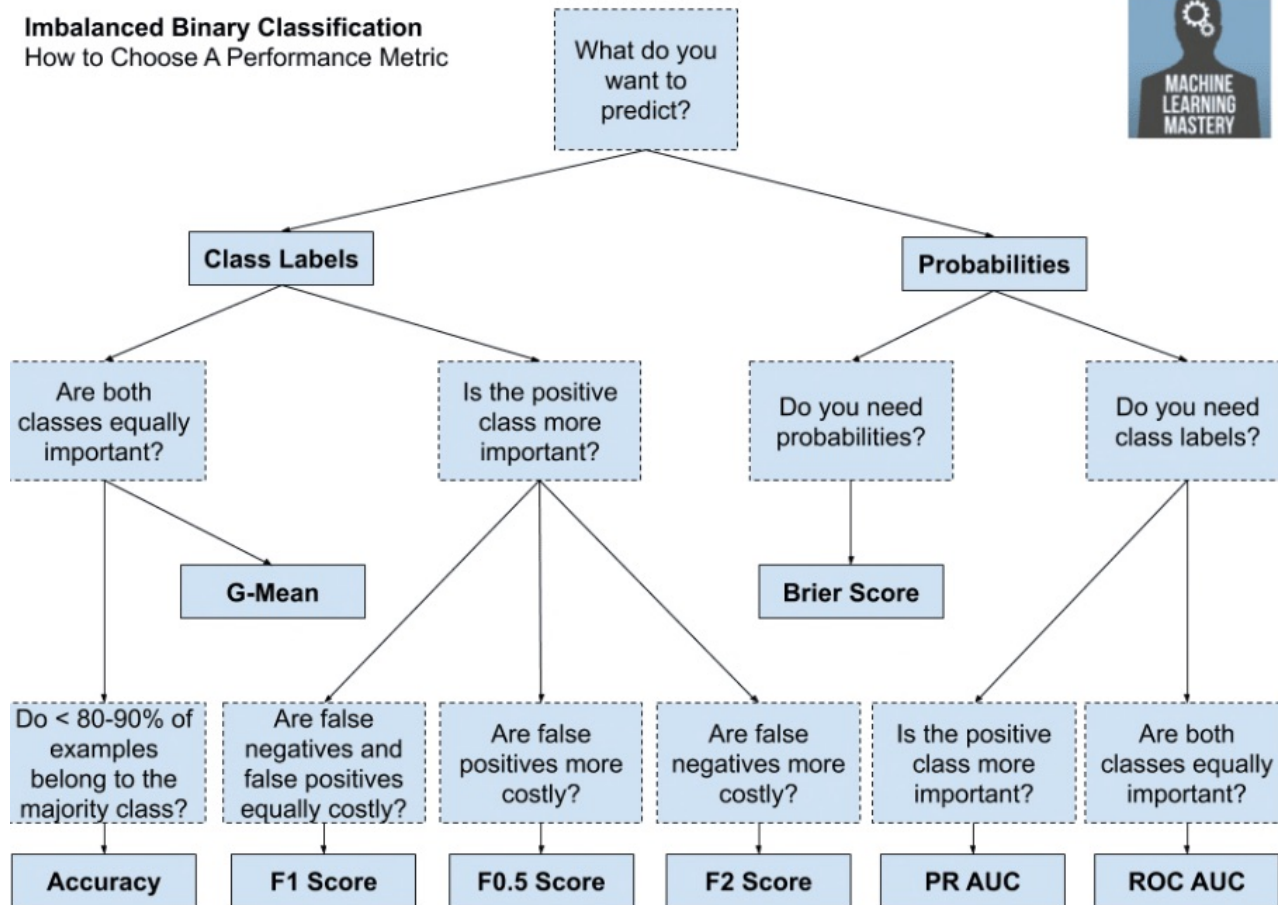 Imbalanced Binary Classification
How to Choose A Performance Metric
MACHINE
LEARNING
MASTERY
What do you
want to
predict?
Class Labels
Probabilities
Are both
classes equally
important?
Is the positive
class more
important?
Do you need
probabilities?
Do you need
class labels?
G-Mean
Brier Score
Do < 80-90% of
examples
belong to the
majority class?
Are false
negatives and
false positives
equally costly?
Are false
positives more
costly?
Are false
negatives more
costly?
Is the positive
class more
important?
Are both
classes equally
important?
Accuracy
F1 Score
F0.5 Score
F2 Score
PR AUC
ROC AUC